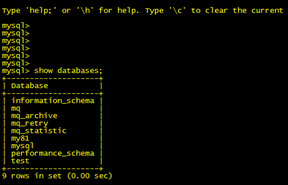 Type 'help;' or '\h' for help. Type '\c' to clear the current
mysql>
mysql>
mysql>
mysql>
mysql>
mysql> show databases;
+--------------------+
| Database           |
+--------------------+
| information_schema |
| mq                 |
| mq_archive         |
| mq_retry           |
| mq_statistic       |
| my81               |
| mysql              |
| performance_schema |
| test               |
+--------------------+
9 rows in set (0.00 sec)